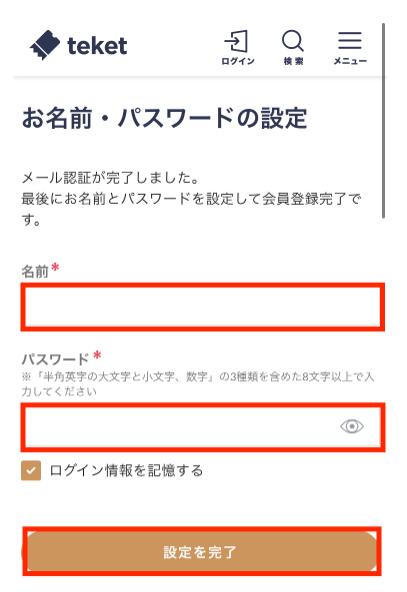 teket
ログイン
検索
メニュー
お名前・パスワードの設定
メール認証が完了しました。
最後にお名前とパスワードを設定して会員登録完了で
す。
名前*
パスワード*
※「半角英字の大文字と小文字、数字」の3種類を含めた8文字以上で入
力してください
ログイン情報を記憶する
設定を完了